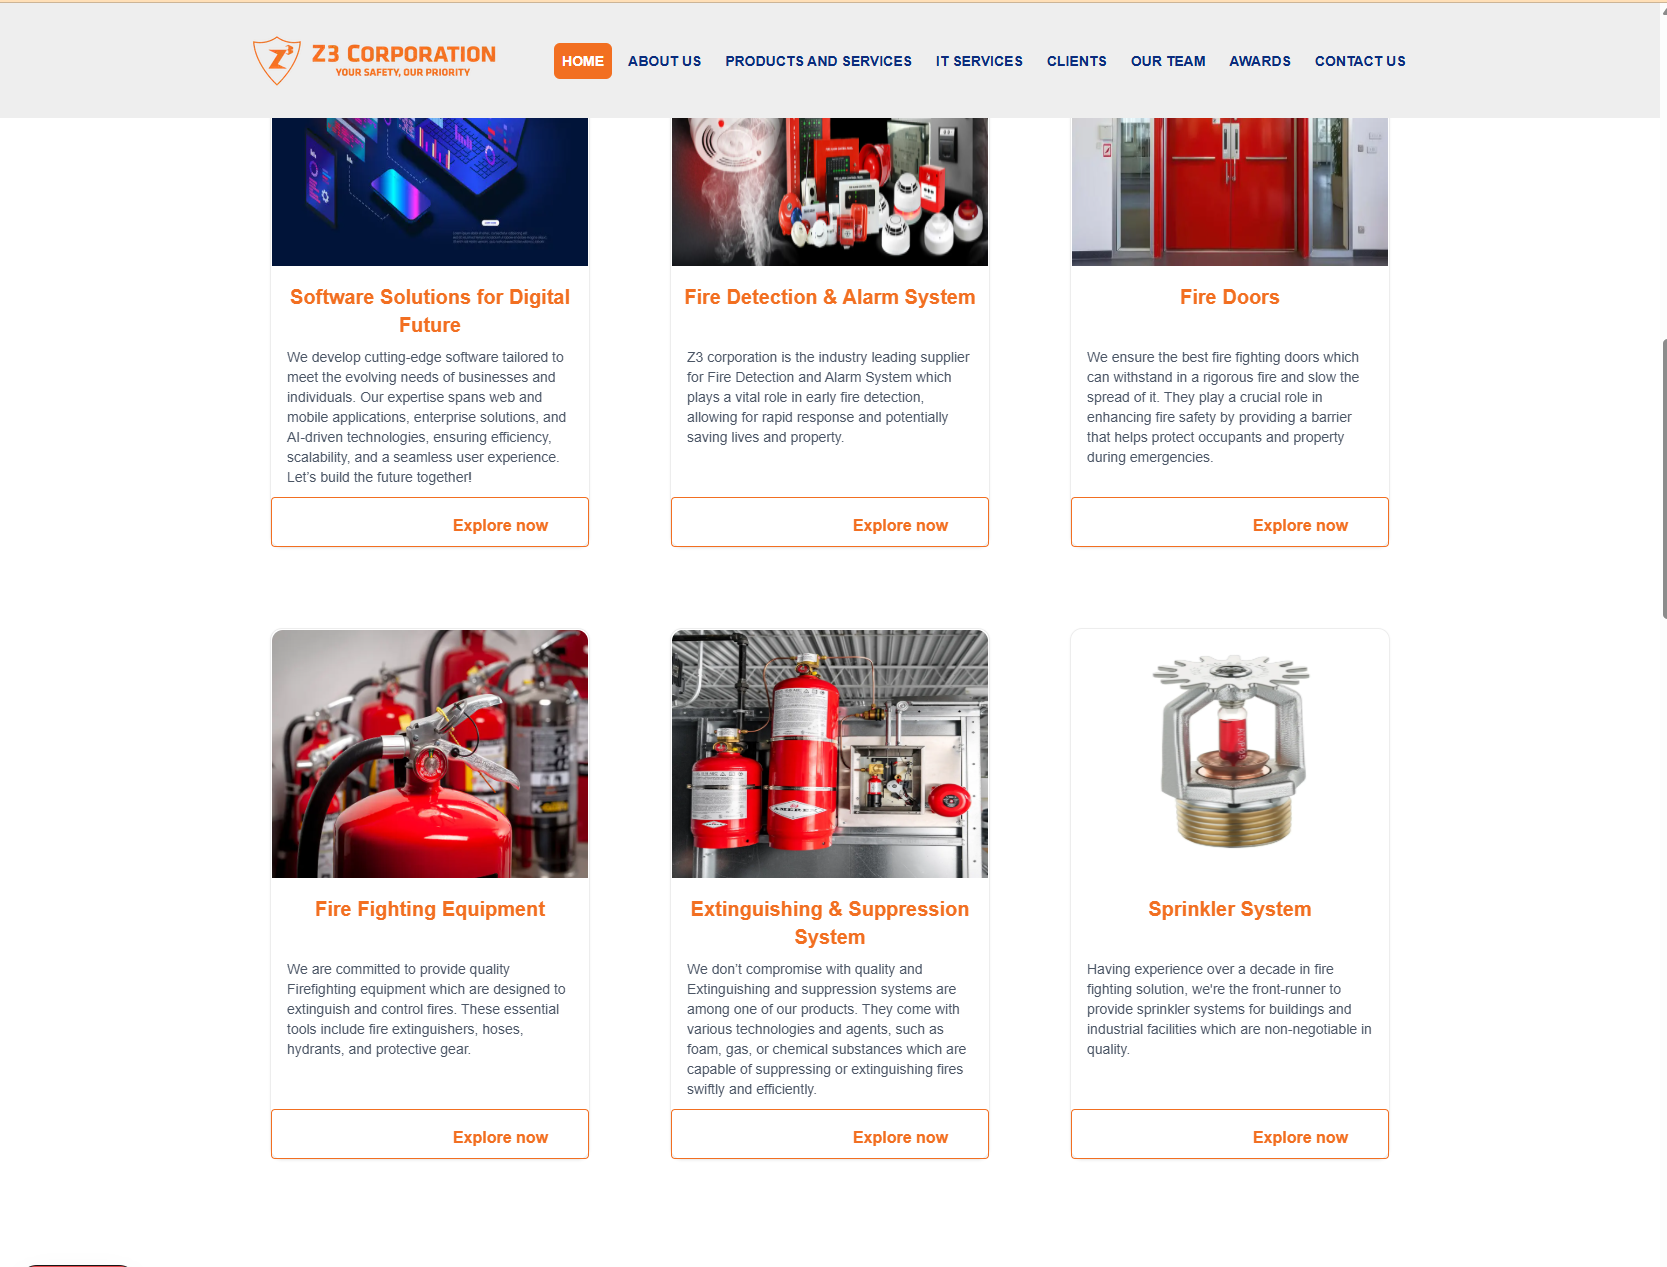 Z3 CORPORATION
YOUR SAFETY, OUR PRIORITY
HOME ABOUT US PRODUCTS AND SERVICES IT SERVICES CLIENTS OUR TEAM AWARDS CONTACT US
Software Solutions for Digital
Future
We develop cutting-edge software tailored to
meet the evolving needs of businesses and
individuals. Our expertise spans web and
mobile applications, enterprise solutions, and
AI-driven technologies, ensuring efficiency,
scalability, and a seamless user experience.
Let’s build the future together!
Explore now
Fire Detection & Alarm System
Z3 corporation is the industry leading supplier
for Fire Detection and Alarm System which
plays a vital role in early fire detection,
allowing for rapid response and potentially
saving lives and property.
Explore now
Fire Doors
We ensure the best fire fighting doors which
can withstand in a rigorous fire and slow the
spread of it. They play a crucial role in
enhancing fire safety by providing a barrier
that helps protect occupants and property
during emergencies.
Explore now
Fire Fighting Equipment
We are committed to provide quality
Firefighting equipment which are designed to
extinguish and control fires. These essential
tools include fire extinguishers, hoses,
hydrants, and protective gear.
Explore now
Extinguishing & Suppression
System
We don’t compromise with quality and
Extinguishing and suppression systems are
among one of our products. They come with
various technologies and agents, such as
foam, gas, or chemical substances which are
capable of suppressing or extinguishing fires
swiftly and efficiently.
Explore now
Sprinkler System
Having experience over a decade in fire
fighting solution, we're the front-runner to
provide sprinkler systems for buildings and
industrial facilities which are non-negotiable in
quality.
Explore now